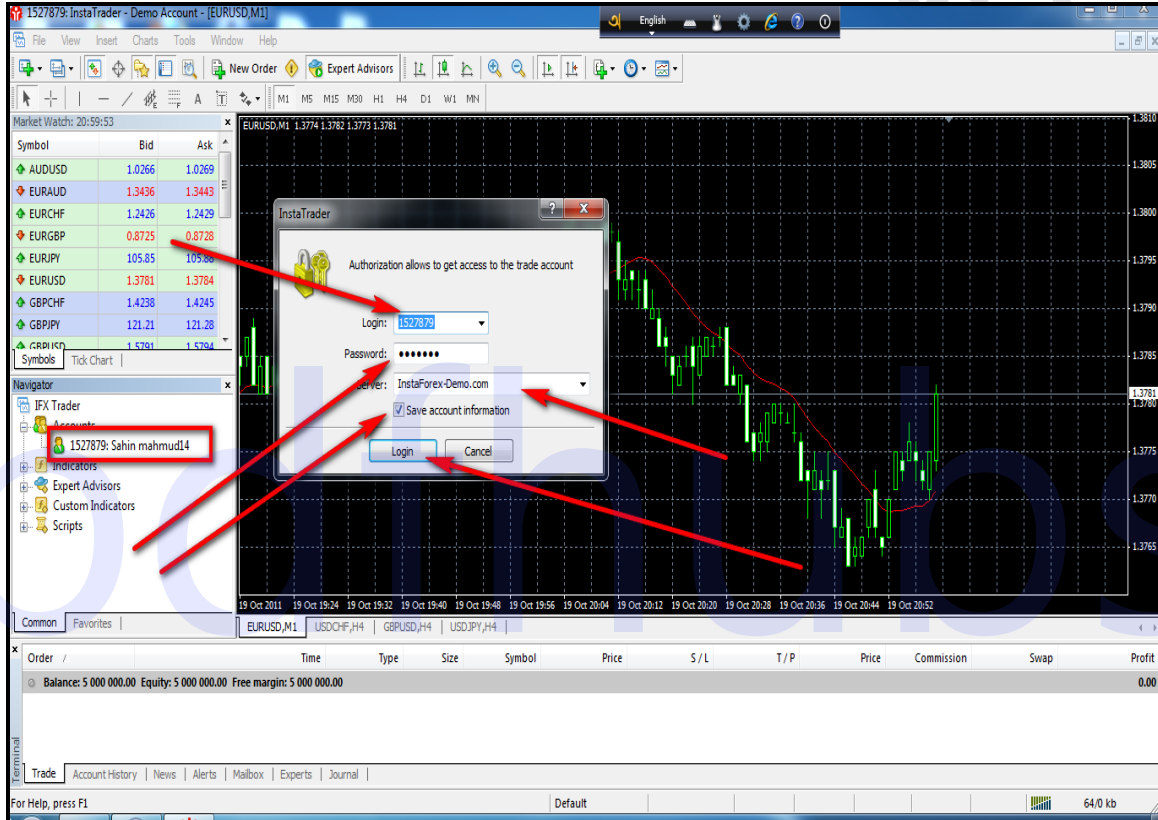 1527879: InstaTrader - Demo Account - [EURUSD,M1]
English
File View Insert Charts Tools Window Help
New Order Expert Advisors
A T M1 M5 M15 M30 H1 H4 D1 W1 MN
Market Watch: 20:59:53
Symbol Bid Ask
AUDUSD 1.0266 1.0269
EURAUD 1.3436 1.3443
EURCHF 1.2426 1.2429
EURGBP 0.8725 0.8728
EURJPY 105.85 105.88
EURUSD 1.3781 1.3784
GBPCHF 1.4238 1.4245
GBPJPY 121.21 121.28
GBPUSD 1.5791 1.5794
Symbols Tick Chart
Navigator
IFX Trader
Accounts
1527879: Sahin mahmud14
Indicators
Expert Advisors
Custom Indicators
Scripts
Common Favorites
EURUSD,M1 1.3774 1.3782 1.3773 1.3781
InstaTrader
Authorization allows to get access to the trade account
Login: 1527879
Password: •••••••
Server: InstaForex-Demo.com
Save account information
Login Cancel
1.3810
1.3805
1.3800
1.3795
1.3790
1.3785
1.3781
1.3780
1.3775
1.3770
1.3765
19 Oct 2011 19 Oct 19:24 19 Oct 19:32 19 Oct 19:40 19 Oct 19:48 19 Oct 19:56 19 Oct 20:04 19 Oct 20:12 19 Oct 20:20 19 Oct 20:28 19 Oct 20:36 19 Oct 20:44 19 Oct 20:52
EURUSD,M1 USDCHF,H4 GBPUSD,H4 USDJPY,H4
Order / Time Type Size Symbol Price S / L T / P Price Commission Swap Profit
Balance: 5 000 000.00 Equity: 5 000 000.00 Free margin: 5 000 000.00 0.00
Terminal
Trade Account History News Alerts Mailbox Experts Journal
For Help, press F1 Default 64/0 kb